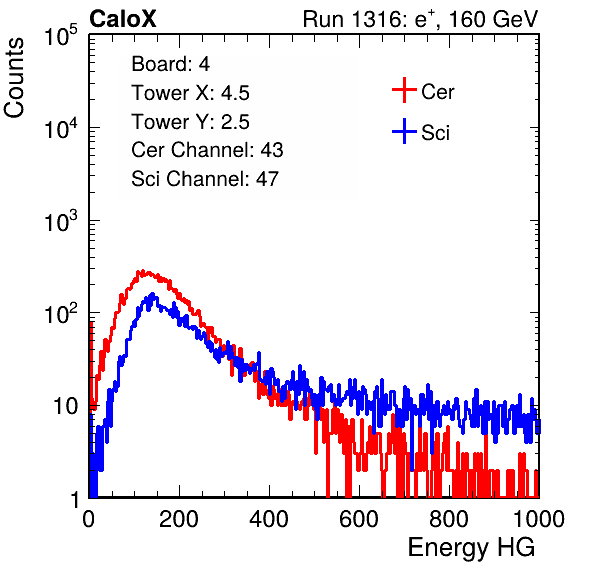 CaloX Run 1316: e⁺, 160 GeV
Counts
Board: 4
Tower X: 4.5
Tower Y: 2.5
Cer Channel: 43
Sci Channel: 47
Cer
Sci
10⁵
10⁴
10³
10²
10
1
0 200 400 600 800 1000
Energy HG